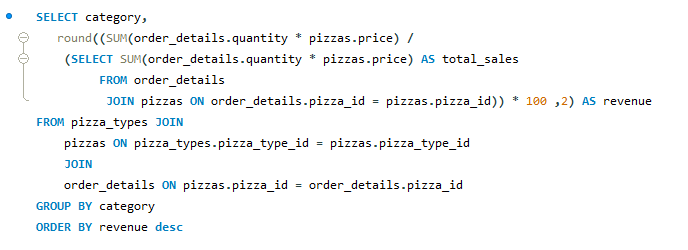 SELECT category,
round((SUM(order_details.quantity * pizzas.price) /
(SELECT SUM(order_details.quantity * pizzas.price) AS total_sales
FROM order_details
JOIN pizzas ON order_details.pizza_id = pizzas.pizza_id)) * 100 ,2) AS revenue
FROM pizza_types JOIN
pizzas ON pizza_types.pizza_type_id = pizzas.pizza_type_id
JOIN
order_details ON pizzas.pizza_id = order_details.pizza_id
GROUP BY category
ORDER BY revenue desc